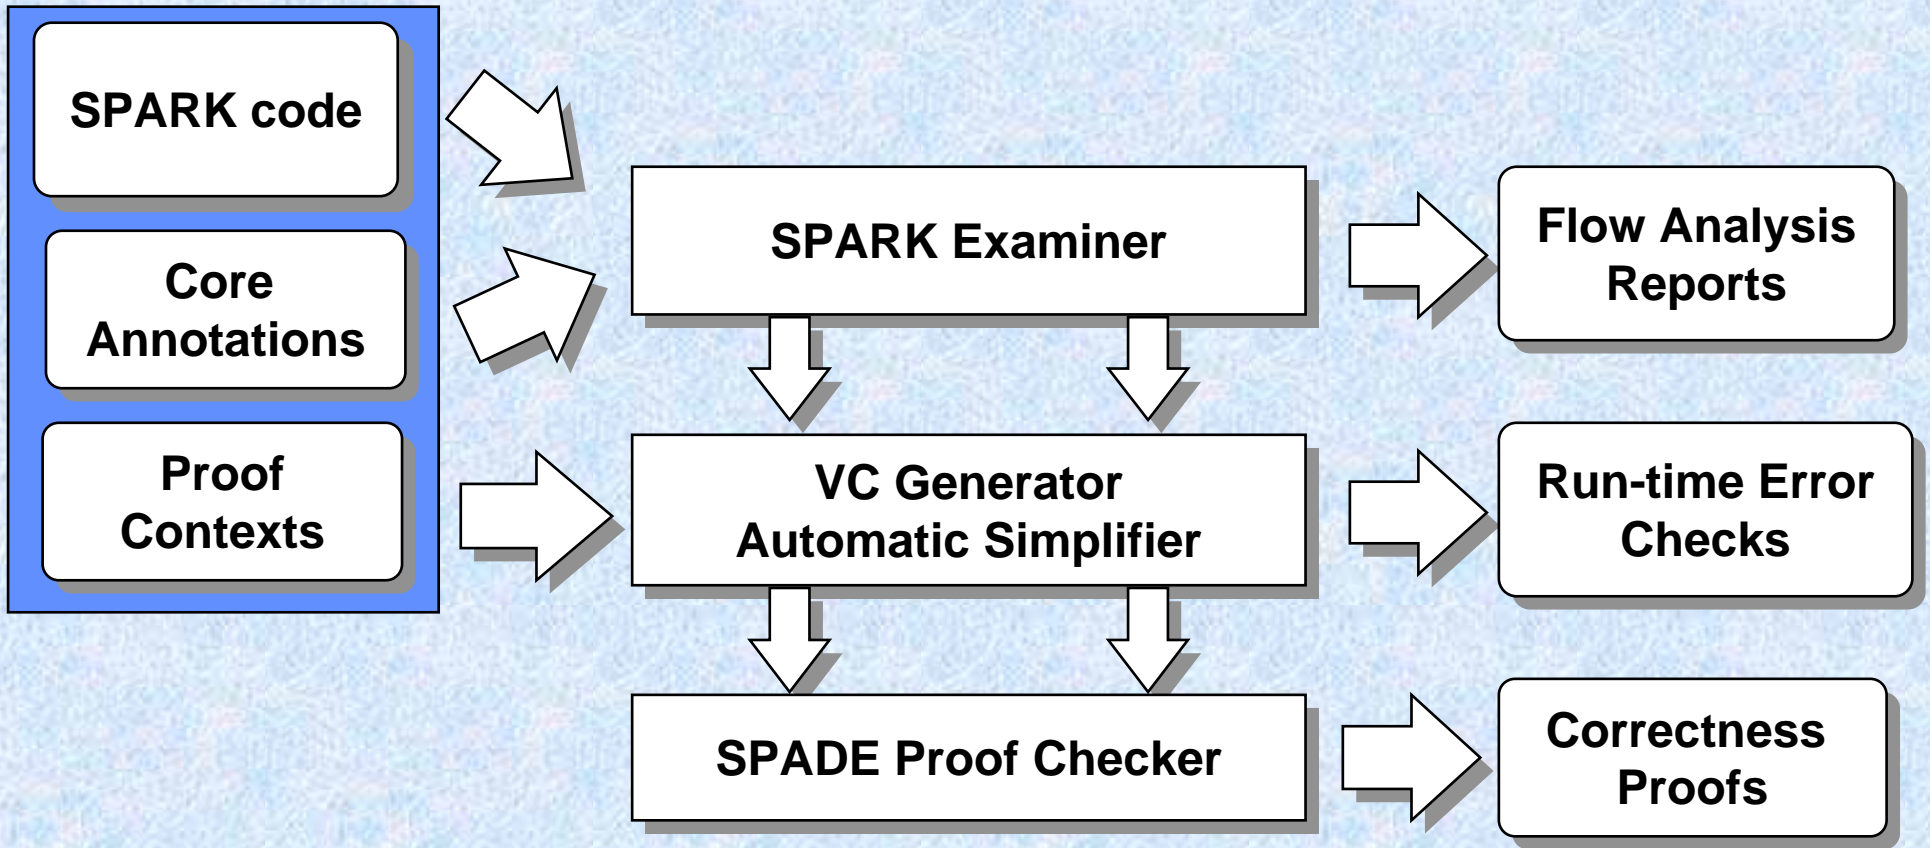 SPARK code
Core
Annotations
Proof
Contexts
SPARK Examiner
VC Generator
Automatic Simplifier
SPADE Proof Checker
Flow Analysis
Reports
Run-time Error
Checks
Correctness
Proofs